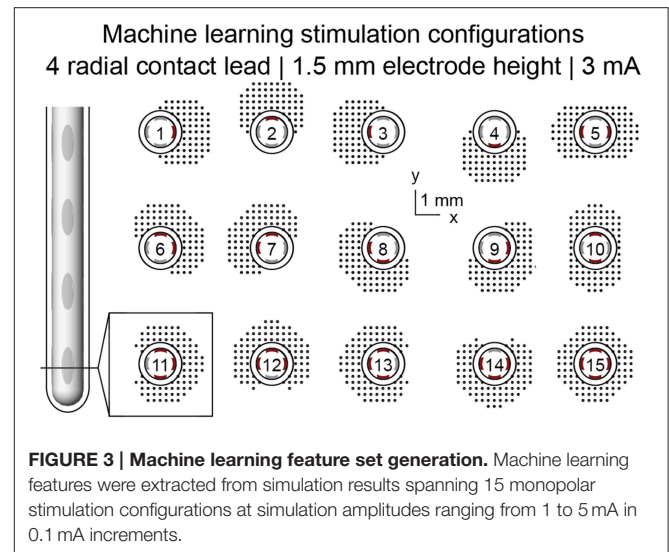 Machine learning stimulation configurations
4 radial contact lead | 1.5 mm electrode height | 3 mA
1 2 3 4 5
y
1 mm
x
6 7 8 9 10
11 12 13 14 15
FIGURE 3 | Machine learning feature set generation. Machine learning
features were extracted from simulation results spanning 15 monopolar
stimulation configurations at simulation amplitudes ranging from 1 to 5 mA in
0.1 mA increments.